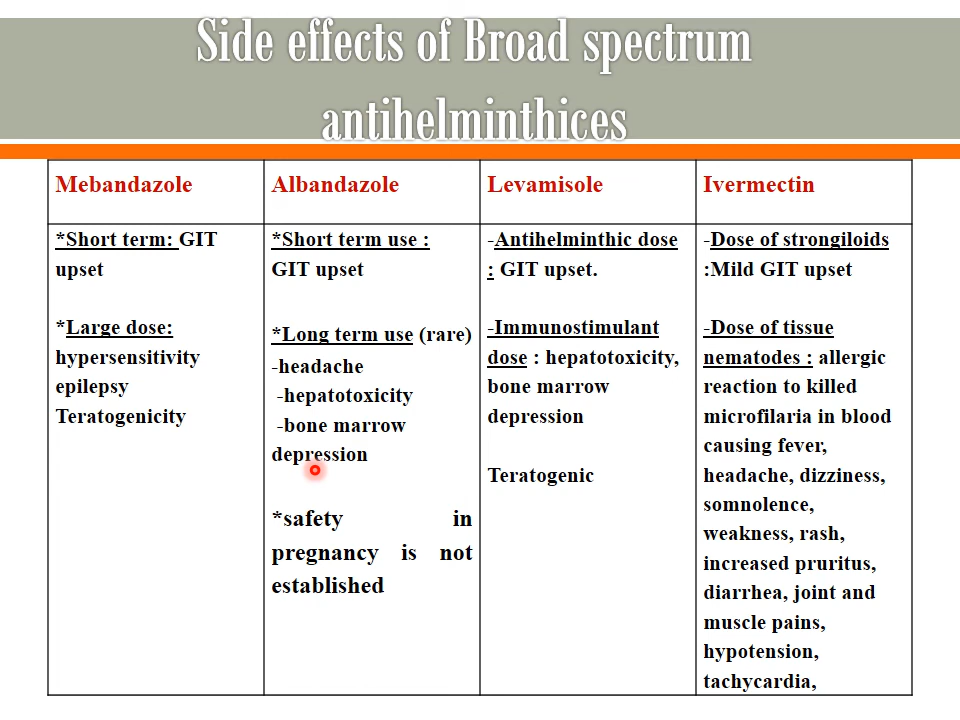 Side effects of Broad spectrum
antihelminthices
Mebandazole
Albandazole
Levamisole
Ivermectin
*Short term: GIT
upset
*Large dose:
hypersensitivity
epilepsy
Teratogenicity
*Short term use :
GIT upset
*Long term use (rare)
-headache
-hepatotoxicity
-bone marrow
depression
*safety in
pregnancy is not
established
-Antihelminthic dose
: GIT upset.
-Immunostimulant
dose : hepatotoxicity,
bone marrow
depression
Teratogenic
-Dose of strongiloids
:Mild GIT upset
-Dose of tissue
nematodes : allergic
reaction to killed
microfilaria in blood
causing fever,
headache, dizziness,
somnolence,
weakness, rash,
increased pruritus,
diarrhea, joint and
muscle pains,
hypotension,
tachycardia,